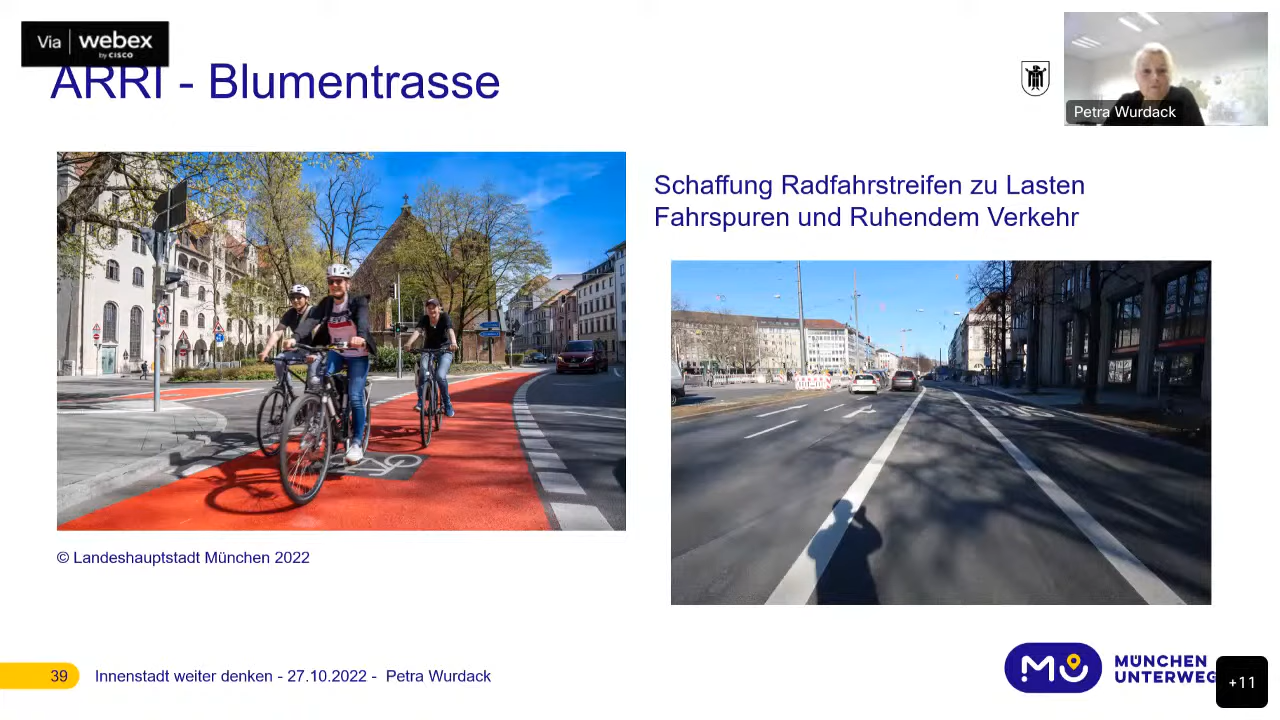 Via webex
by CISCO
ARRI - Blumentrasse
Petra Wurdack
Schaffung Radfahrstreifen zu Lasten
Fahrspuren und Ruhendem Verkehr
© Landeshauptstadt München 2022
39 Innenstadt weiter denken - 27.10.2022 - Petra Wurdack
MÜNCHEN
UNTERWEG
+11